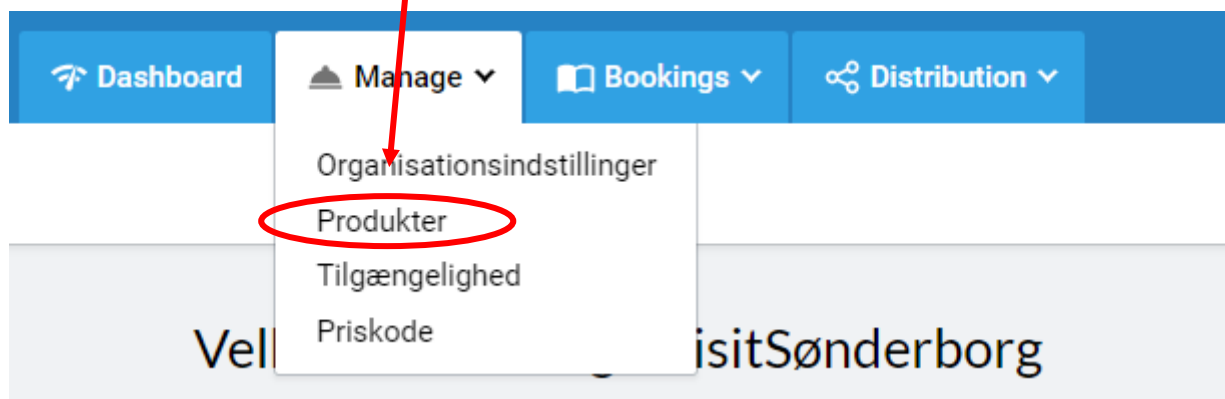 Dashboard Manage Bookings Distribution
Organisationsindstillinger
Produkter
Tilgængelighed
Priskode
Vel isitSønderborg